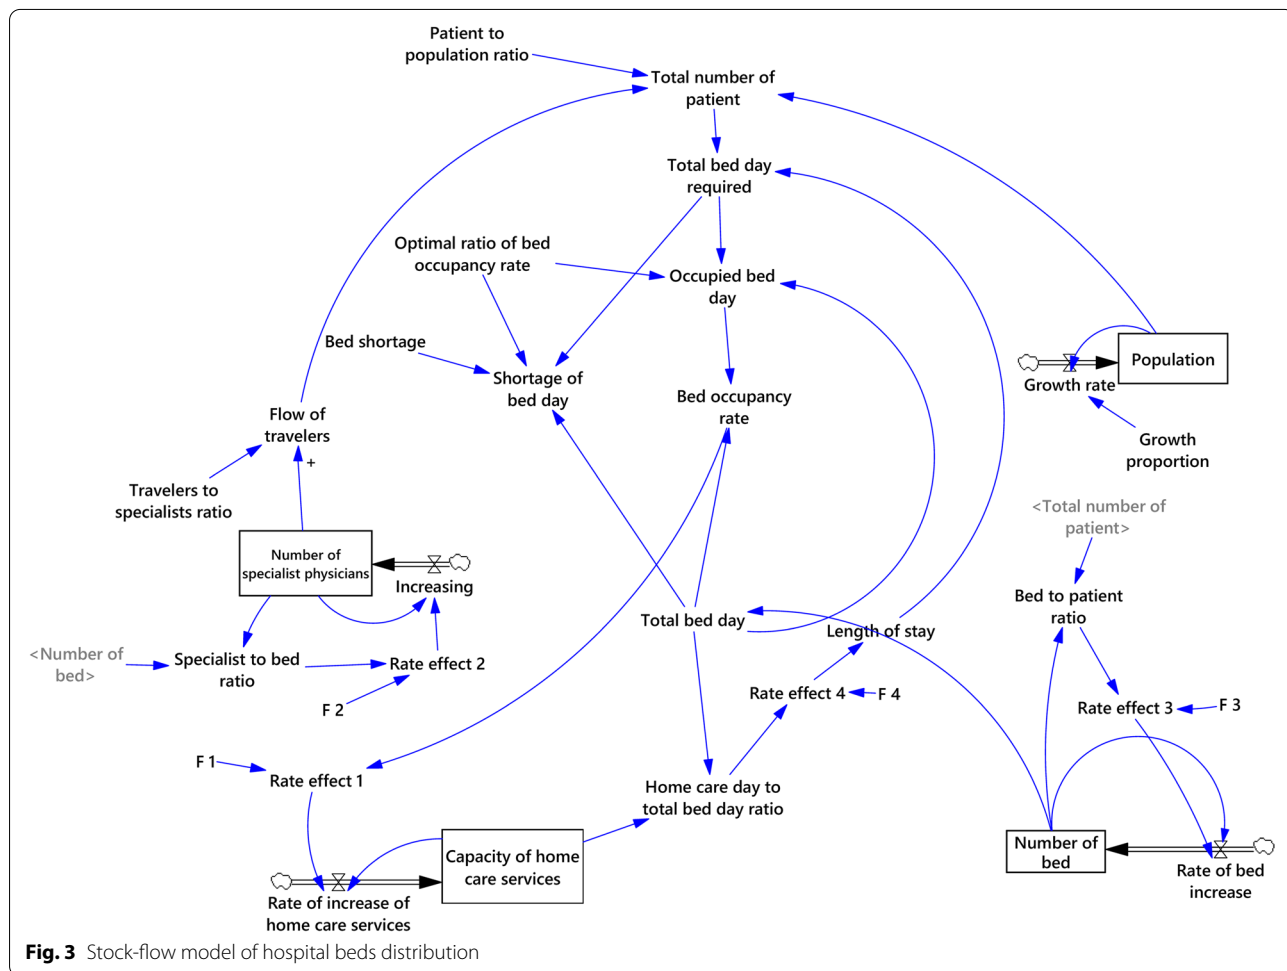 Patient to
population ratio
Total number of
patient
Total bed day
required
Optimal ratio of bed
occupancy rate
Occupied bed
day
Bed shortage
Shortage of
bed day
Bed occupancy
rate
Population
Growth rate
Growth
proportion
Flow of
travelers
+
Travelers to
specialists ratio
<Total number of
patient>
Number of
specialist physicians
Increasing
Bed to patient
ratio
Total bed day
Length of stay
<Number of
bed>
Specialist to bed
ratio
Rate effect 2
F 2
Rate effect 4
F 4
Rate effect 3
F 3
F 1
Rate effect 1
Home care day to
total bed day ratio
Capacity of home
care services
Number of
bed
Rate of bed
increase
Rate of increase of
home care services
Fig. 3 Stock-flow model of hospital beds distribution